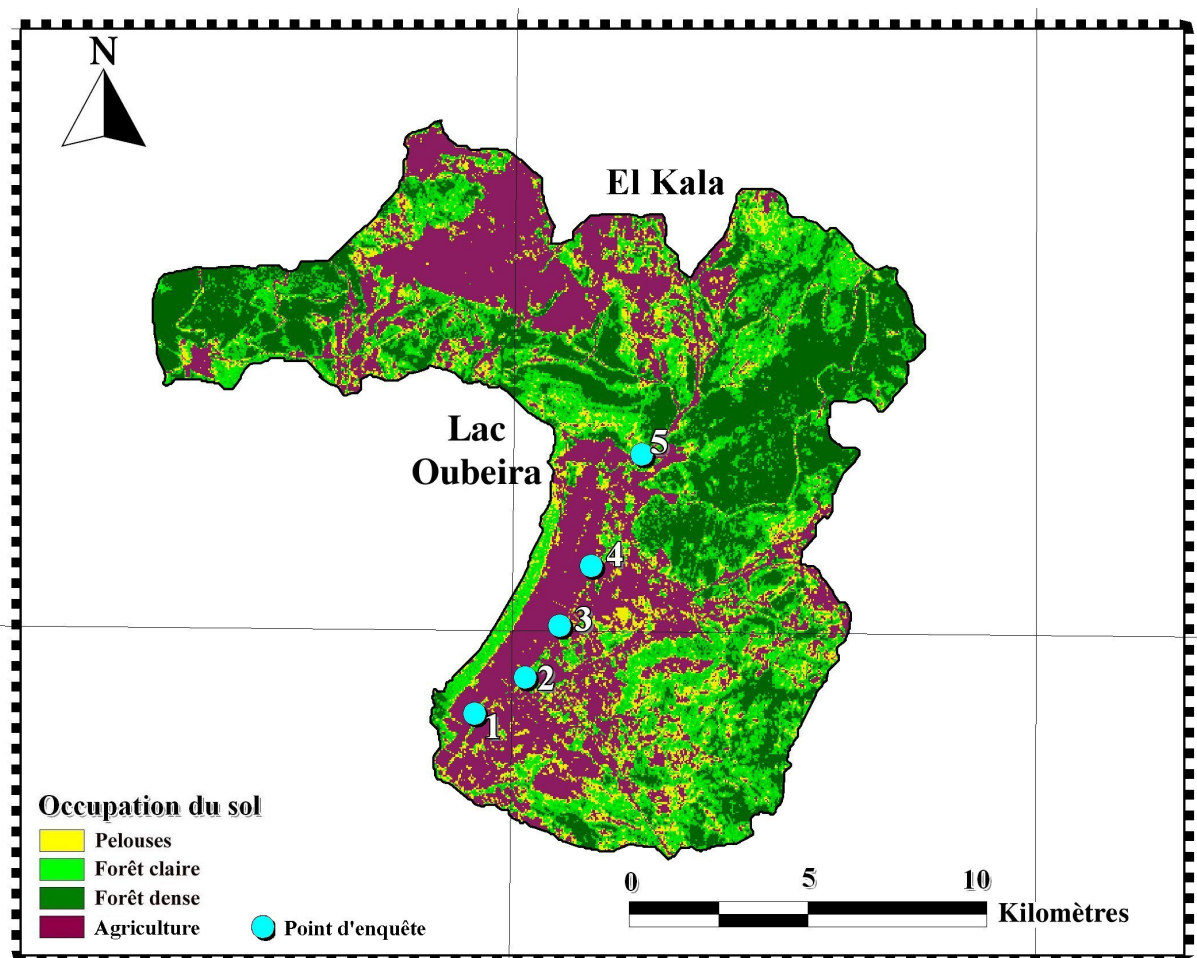 N
El Kala
Lac
Oubeira
5
4
3
2
1
Occupation du sol
Pelouses
Forêt claire
Forêt dense
Agriculture
Point d'enquête
0 5 10
Kilomètres